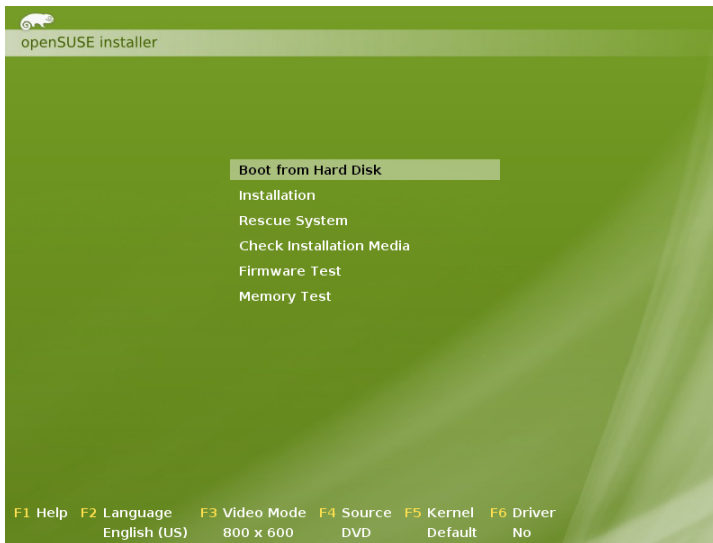 openSUSE installer
Boot from Hard Disk
Installation
Rescue System
Check Installation Media
Firmware Test
Memory Test
F1 Help F2 Language F3 Video Mode F4 Source F5 Kernel F6 Driver
English (US) 800 x 600 DVD Default No